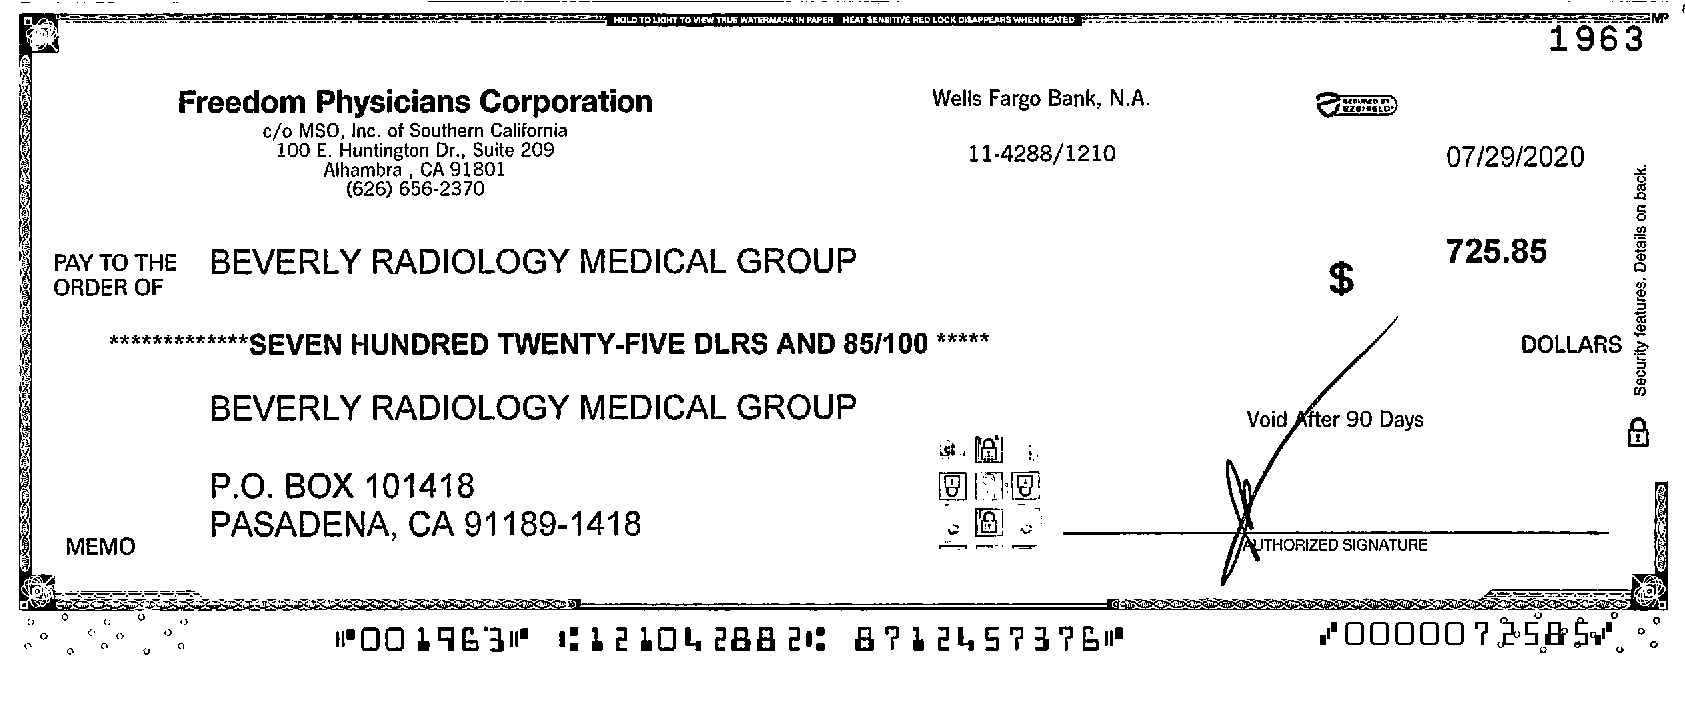 HOLD TO LIGHT TO VIEW TRUE WATERMARK IN PAPER HEAT SENSITIVE RED LOCK DISAPPEARS WHEN HEATED
MP
1963
Freedom Physicians Corporation
c/o MSO, Inc. of Southern California
100 E. Huntington Dr., Suite 209
Alhambra , CA 91801
(626) 656-2370
Wells Fargo Bank, N.A.
11-4288/1210
SECURED BY
EZSHIELD
07/29/2020
PAY TO THE
ORDER OF
BEVERLY RADIOLOGY MEDICAL GROUP
$
725.85
*************SEVEN HUNDRED TWENTY-FIVE DLRS AND 85/100 *****
DOLLARS
Security features. Details on back.
BEVERLY RADIOLOGY MEDICAL GROUP
Void After 90 Days
P.O. BOX 101418
PASADENA, CA 91189-1418
MEMO
AUTHORIZED SIGNATURE
⑈001963⑈ ⑆121042882⑆ 8712457376⑈ ⑇0000072585⑇